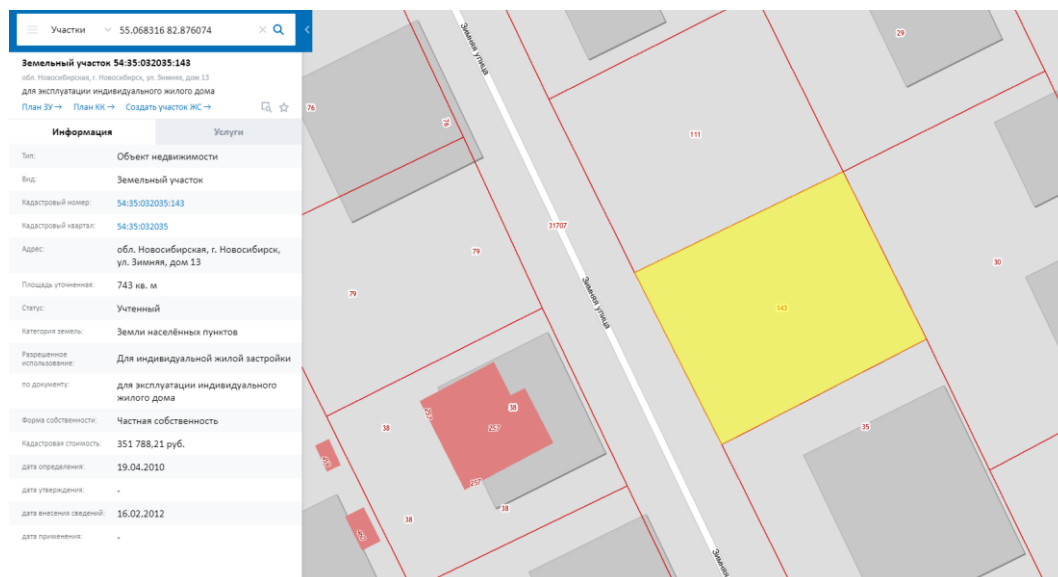 Участки 55.068316 82.876074
Земельный участок 54:35:032035:143
обл. Новосибирская, г. Новосибирск, ул. Зимняя, дом 13
для эксплуатации индивидуального жилого дома
План ЗУ → План КК → Создать участок ЖС →
Информация Услуги
Тип: Объект недвижимости
Вид: Земельный участок
Кадастровый номер: 54:35:032035:143
Кадастровый квартал: 54:35:032035
Адрес: обл. Новосибирская, г. Новосибирск,
ул. Зимняя, дом 13
Площадь уточненная: 743 кв. м
Статус: Учтенный
Категория земель: Земли населённых пунктов
Разрешенное
использование: Для индивидуальной жилой застройки
по документу: для эксплуатации индивидуального
жилого дома
Форма собственности: Частная собственность
Кадастровая стоимость: 351 788,21 руб.
дата определения: 19.04.2010
дата утверждения: -
дата внесения сведений: 16.02.2012
дата применения: -
Зимняя улица
29
76
76
111
31707
79
30
79
Зимняя улица
143
38
257
38
257
35
257
38
38
Зимняя